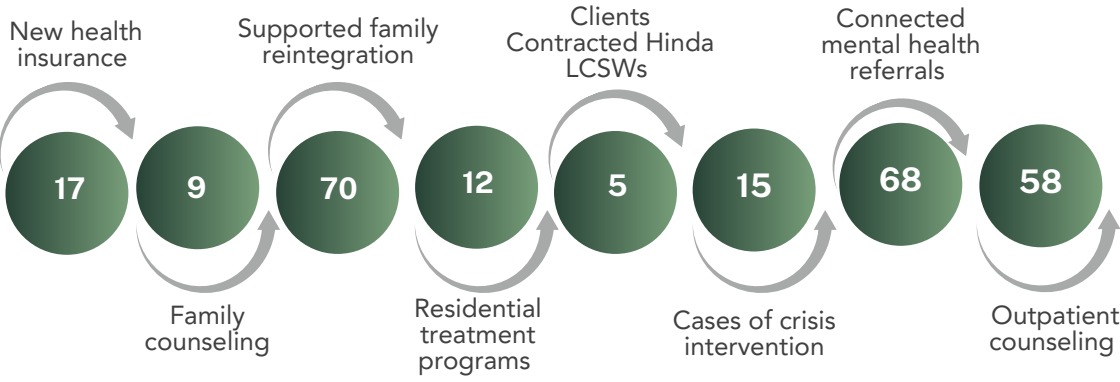 New health
insurance
17
9
Family
counseling
Supported family
reintegration
70
12
Residential
treatment
programs
Clients
Contracted Hinda
LCSWs
5
15
Cases of crisis
intervention
Connected
mental health
referrals
68
58
Outpatient
counseling